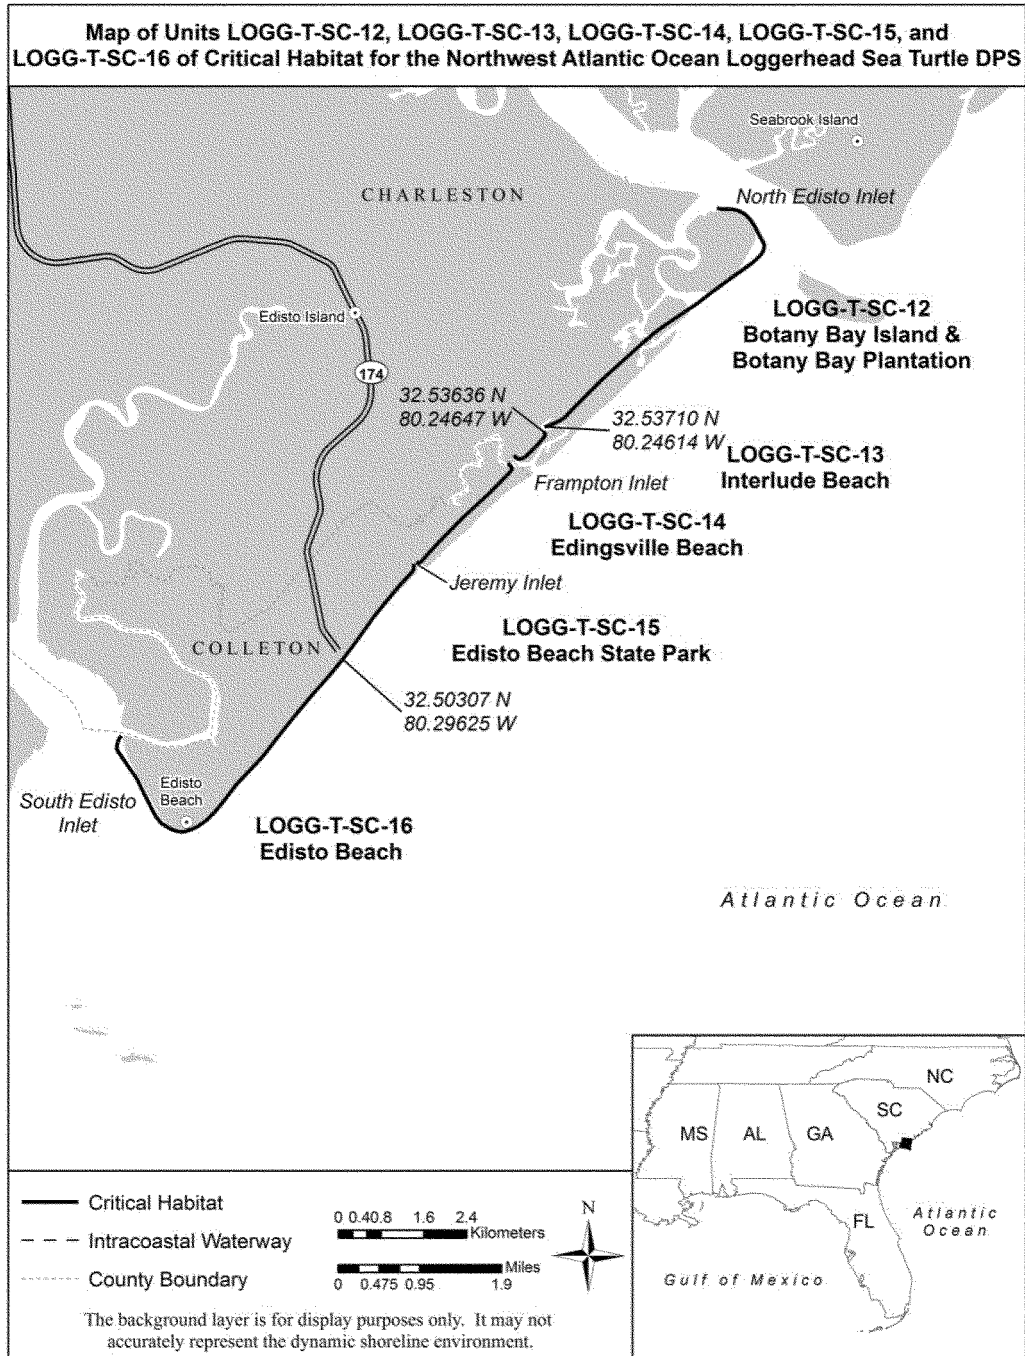 Map of Units LOGG-T-SC-12, LOGG-T-SC-13, LOGG-T-SC-14, LOGG-T-SC-15, and
LOGG-T-SC-16 of Critical Habitat for the Northwest Atlantic Ocean Loggerhead Sea Turtle DPS
Seabrook Island
CHARLESTON
North Edisto Inlet
Edisto Island
LOGG-T-SC-12
Botany Bay Island &
Botany Bay Plantation
174
32.53636 N
80.24647 W
32.53710 N
80.24614 W
LOGG-T-SC-13
Interlude Beach
Frampton Inlet
LOGG-T-SC-14
Edingsville Beach
Jeremy Inlet
LOGG-T-SC-15
Edisto Beach State Park
COLLETON
32.50307 N
80.29625 W
Edisto
Beach
South Edisto
Inlet
LOGG-T-SC-16
Edisto Beach
Atlantic Ocean
NC
SC
MS
AL
GA
FL
Atlantic
Ocean
Gulf of Mexico
Critical Habitat
Intracoastal Waterway
County Boundary
0 0.40.8 1.6 2.4
Kilometers
Miles
0 0.475 0.95 1.9
N
The background layer is for display purposes only. It may not
accurately represent the dynamic shoreline environment.